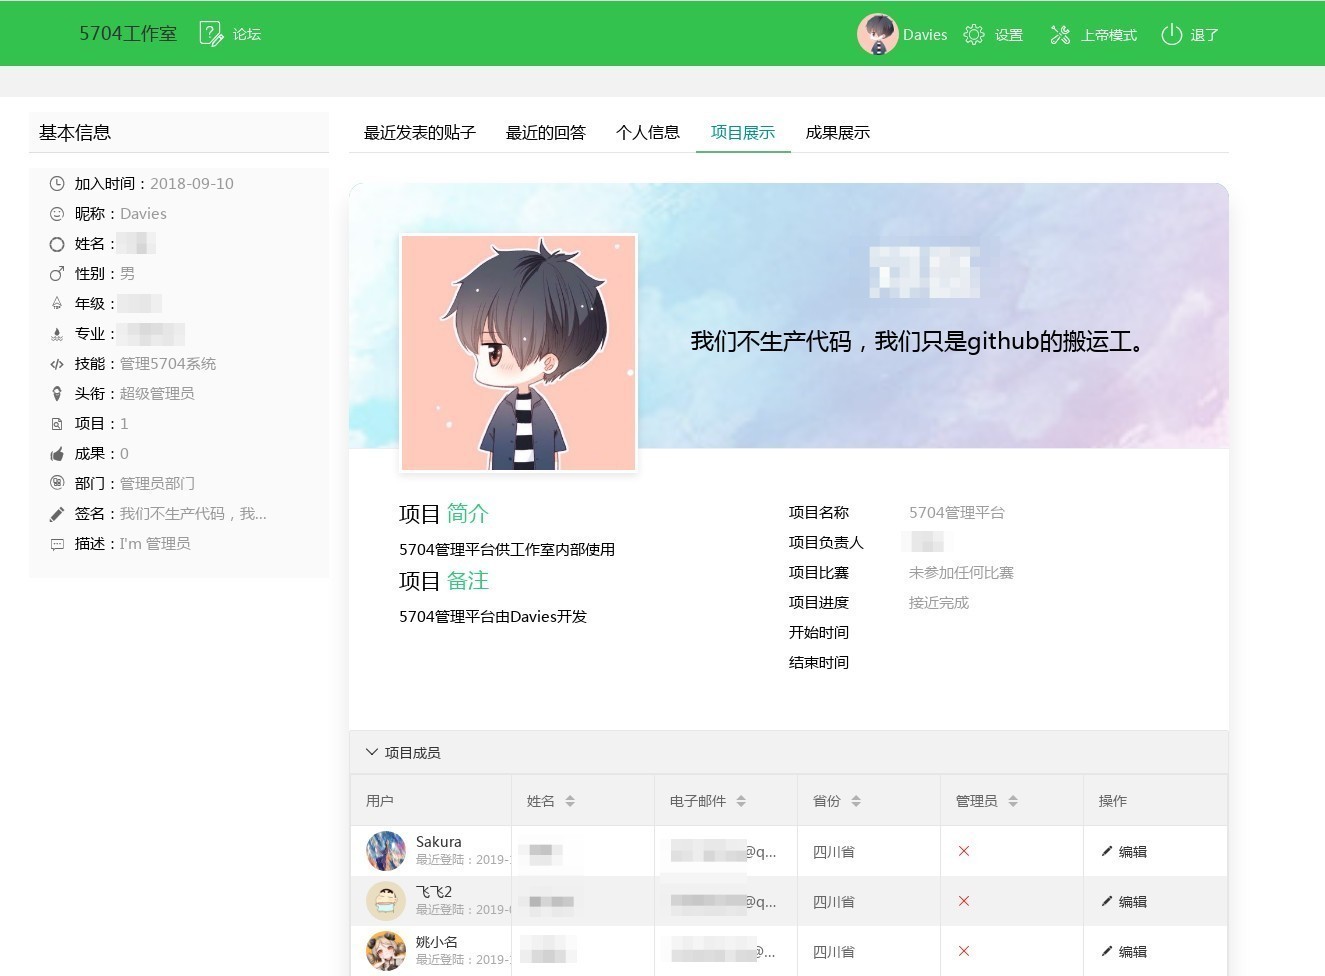 5704工作室 论坛 Davies 设置 上帝模式 退了
基本信息
加入时间：2018-09-10
昵称：Davies
姓名：
性别：男
年级：
专业：
技能：管理5704系统
头衔：超级管理员
项目：1
成果：0
部门：管理员部门
签名：我们不生产代码，我...
描述：I'm 管理员
最近发表的贴子 最近的回答 个人信息 项目展示 成果展示
我们不生产代码，我们只是github的搬运工。
项目 简介
5704管理平台供工作室内部使用
项目 备注
5704管理平台由Davies开发
项目名称 5704管理平台
项目负责人
项目比赛 未参加任何比赛
项目进度 接近完成
开始时间
结束时间
项目成员
用户 姓名 电子邮件 省份 管理员 操作
Sakura
最近登陆：2019- @q... 四川省 编辑
飞飞2
最近登陆：2019- @q... 四川省 编辑
姚小名
最近登陆：2019- @... 四川省 编辑